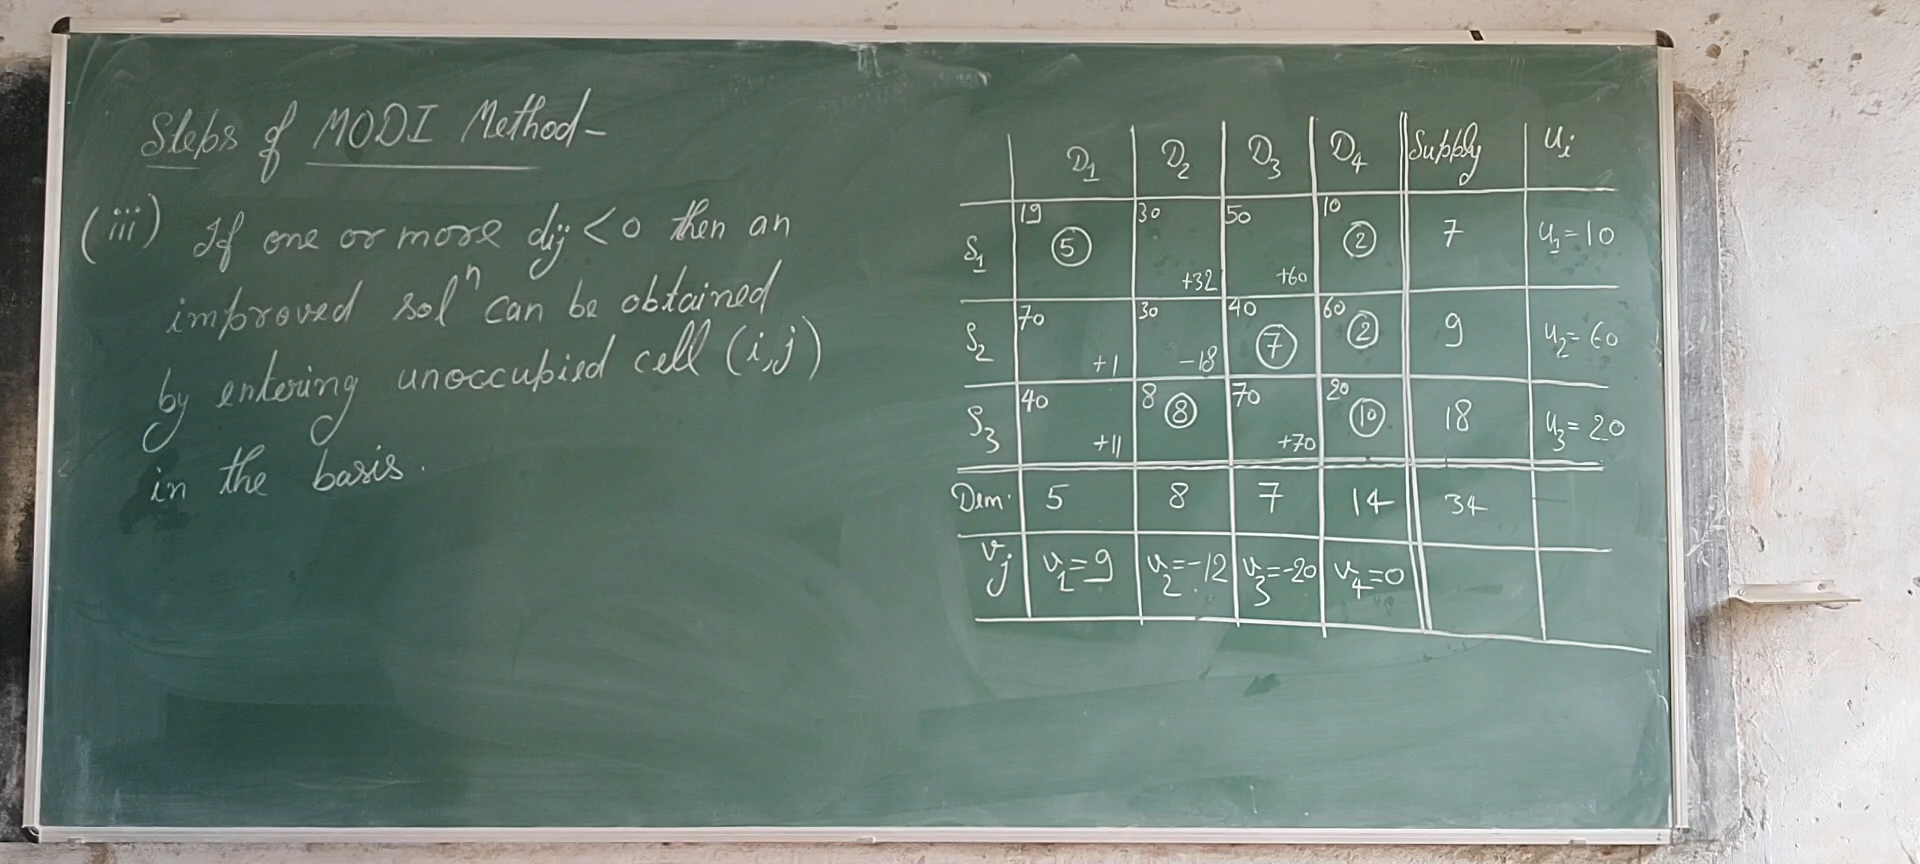 Steps of MODI Method-
(iii) If one or more dij < 0 then an
improved solⁿ can be obtained
by entering unoccupied cell (i,j)
in the basis.
D₁ D₂ D₃ D₄ Supply uᵢ
S₁ 19 ⑤ 30 +32 50 +60 10 ② 7 u₁=10
S₂ 70 +1 30 -18 40 ⑦ 60 ② 9 u₂=60
S₃ 40 +11 8 ⑧ 70 +70 20 ⑩ 18 u₃=20
Dem. 5 8 7 14 34
vⱼ v₁=9 v₂=-12 v₃=-20 v₄=0